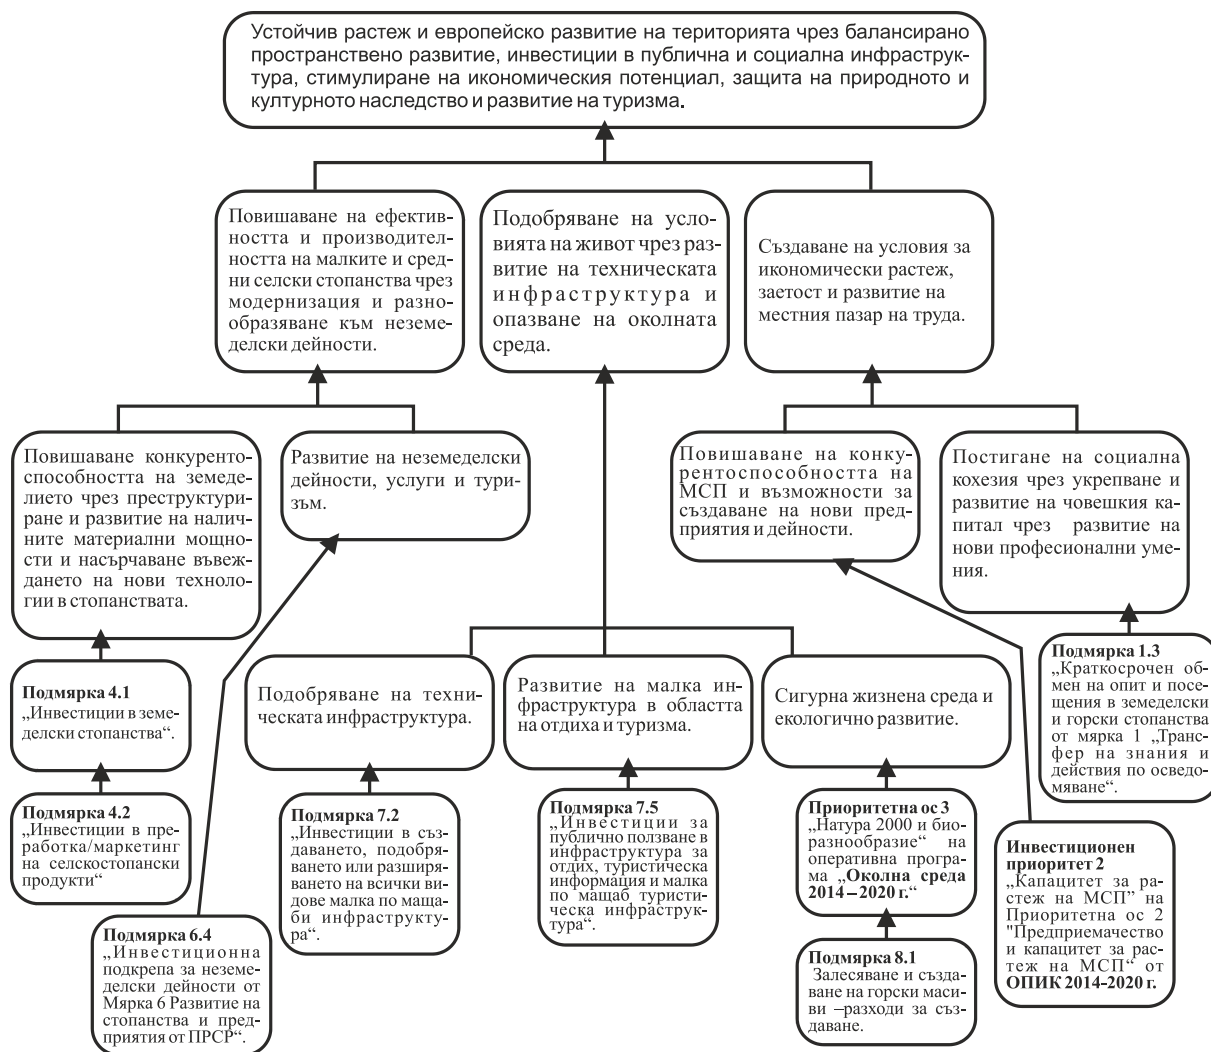 Устойчив растеж и европейско развитие на територията чрез балансирано
пространствено развитие, инвестиции в публична и социална инфраструк-
тура, стимулиране на икономическия потенциал, защита на природното и
културното наследство и развитие на туризма.
Повишаване на ефектив-
ността и производител-
ността на малките и сред-
ни селски стопанства чрез
модернизация и разно-
образяване към неземе-
делски дейности.
Подобряване на усло-
вията на живот чрез раз-
витие на техническата
инфраструктура и
опазване на околната
среда.
Създаване на условия за
икономически растеж,
заетост и развитие на
местния пазар на труда.
Повишаване конкуренто-
способността на земеде-
лието чрез преструктури-
ране и развитие на налич-
ните материални мощнос-
ти и насърчаване въвеж-
дането на нови техноло-
гии в стопанствата.
Развитие на неземеделски
дейности, услуги и тури-
зъм.
Повишаване на конку-
рентоспособността на
МСП и възможности за
създаване на нови пред-
приятия и дейности.
Постигане на социална
кохезия чрез укрепване и
развитие на човешкия ка-
питал чрез развитие на
нови професионални уме-
ния.
Подмярка 4.1
„Инвестиции в земе-
делски стопанства“.
Подобряване на техни-
ческата инфраструктура.
Развитие на малка ин-
фраструктура в областта
на отдиха и туризма.
Сигурна жизнена среда и
екологично развитие.
Подмярка 1.3
„Краткосрочен об-
мен на опит и посе-
щения в земеделски
и горски стопанства
от мярка 1 „Транс-
фер на знания и
действия по осведо-
мяване“.
Подмярка 4.2
„Инвестиции в пре-
работка/маркетинг
на селскостопански
продукти“
Подмярка 7.2
„Инвестиции в съз-
даването, подобря-
ването или разширя-
ването на всички ви-
дове малка по маща-
би инфраструкту-
ра“.
Подмярка 7.5
„Инвестиции за
публично ползване в
инфраструктура за
отдих, туристическа
информация и малка
по мащаб туристи-
ческа инфраструк-
тура“.
Приоритетна ос 3
„Натура 2000 и био-
разнообразие“ на
оперативна програ-
ма „Околна среда
2014 – 2020 г.“
Инвестиционен
приоритет 2
„Капацитет за рас-
теж на МСП” на
Приоритетна ос 2
"Предприемачество
и капацитет за рас-
теж на МСП“ от
ОПИК 2014-2020 г.
Подмярка 6.4
„Инвестиционна
подкрепа за неземе-
делски дейности от
Мярка 6 Развитие на
стопанства и пред-
приятия от ПРСР“.
Подмярка 8.1
Залесяване и създа-
ване на горски маси-
ви –разходи за съз-
даване.